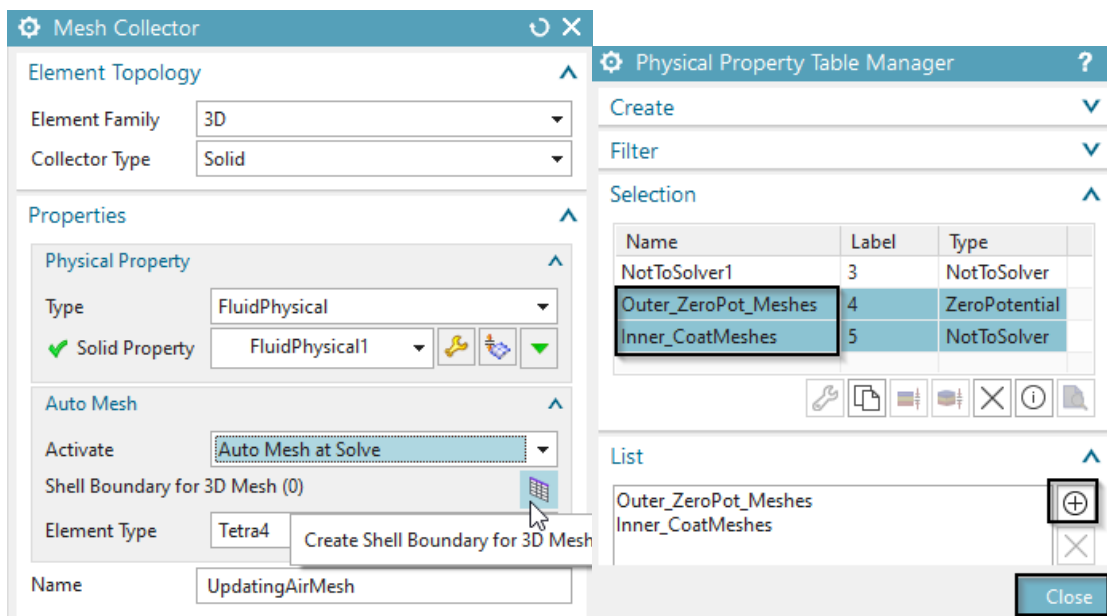 Mesh Collector
Element Topology
Element Family 3D
Collector Type Solid
Properties
Physical Property
Type FluidPhysical
Solid Property FluidPhysical1
Auto Mesh
Activate Auto Mesh at Solve
Shell Boundary for 3D Mesh (0)
Element Type Tetra4
Create Shell Boundary for 3D Mesh
Name UpdatingAirMesh
Physical Property Table Manager ?
Create
Filter
Selection
Name Label Type
NotToSolver1 3 NotToSolver
Outer_ZeroPot_Meshes 4 ZeroPotential
Inner_CoatMeshes 5 NotToSolver
List
Outer_ZeroPot_Meshes
Inner_CoatMeshes
Close